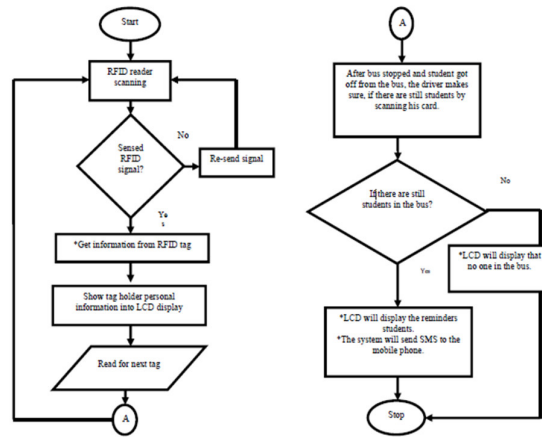 Start
RFID reader
scanning
Sensed
RFID
signal?
No
Re-send signal
Ye
s
*Get information from RFID tag
Show tag holder personal
information into LCD display
Read for next tag
A
A
After bus stopped and student got
off from the bus, the driver makes
sure, if there are still students by
scanning his card.
If there are still
students in the bus?
No
*LCD will display that
no one in the bus.
Yes
*LCD will display the reminders
students.
*The system will send SMS to the
mobile phone.
Stop